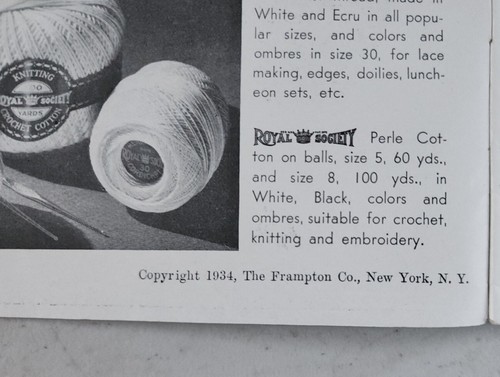 White and Ecru in all popu-
lar sizes, and colors and
ombres in size 30, for lace
making, edges, doilies, lunch-
eon sets, etc.
ROYAL SOCIETY Perle Cot-
ton on balls, size 5, 60 yds.,
and size 8, 100 yds., in
White, Black, colors and
ombres, suitable for crochet,
knitting and embroidery.
KNITTING
ROYAL SOCIETY
YARDS
CROCHET COTTON
ROYAL SOCIETY
30
Copyright 1934, The Frampton Co., New York, N. Y.